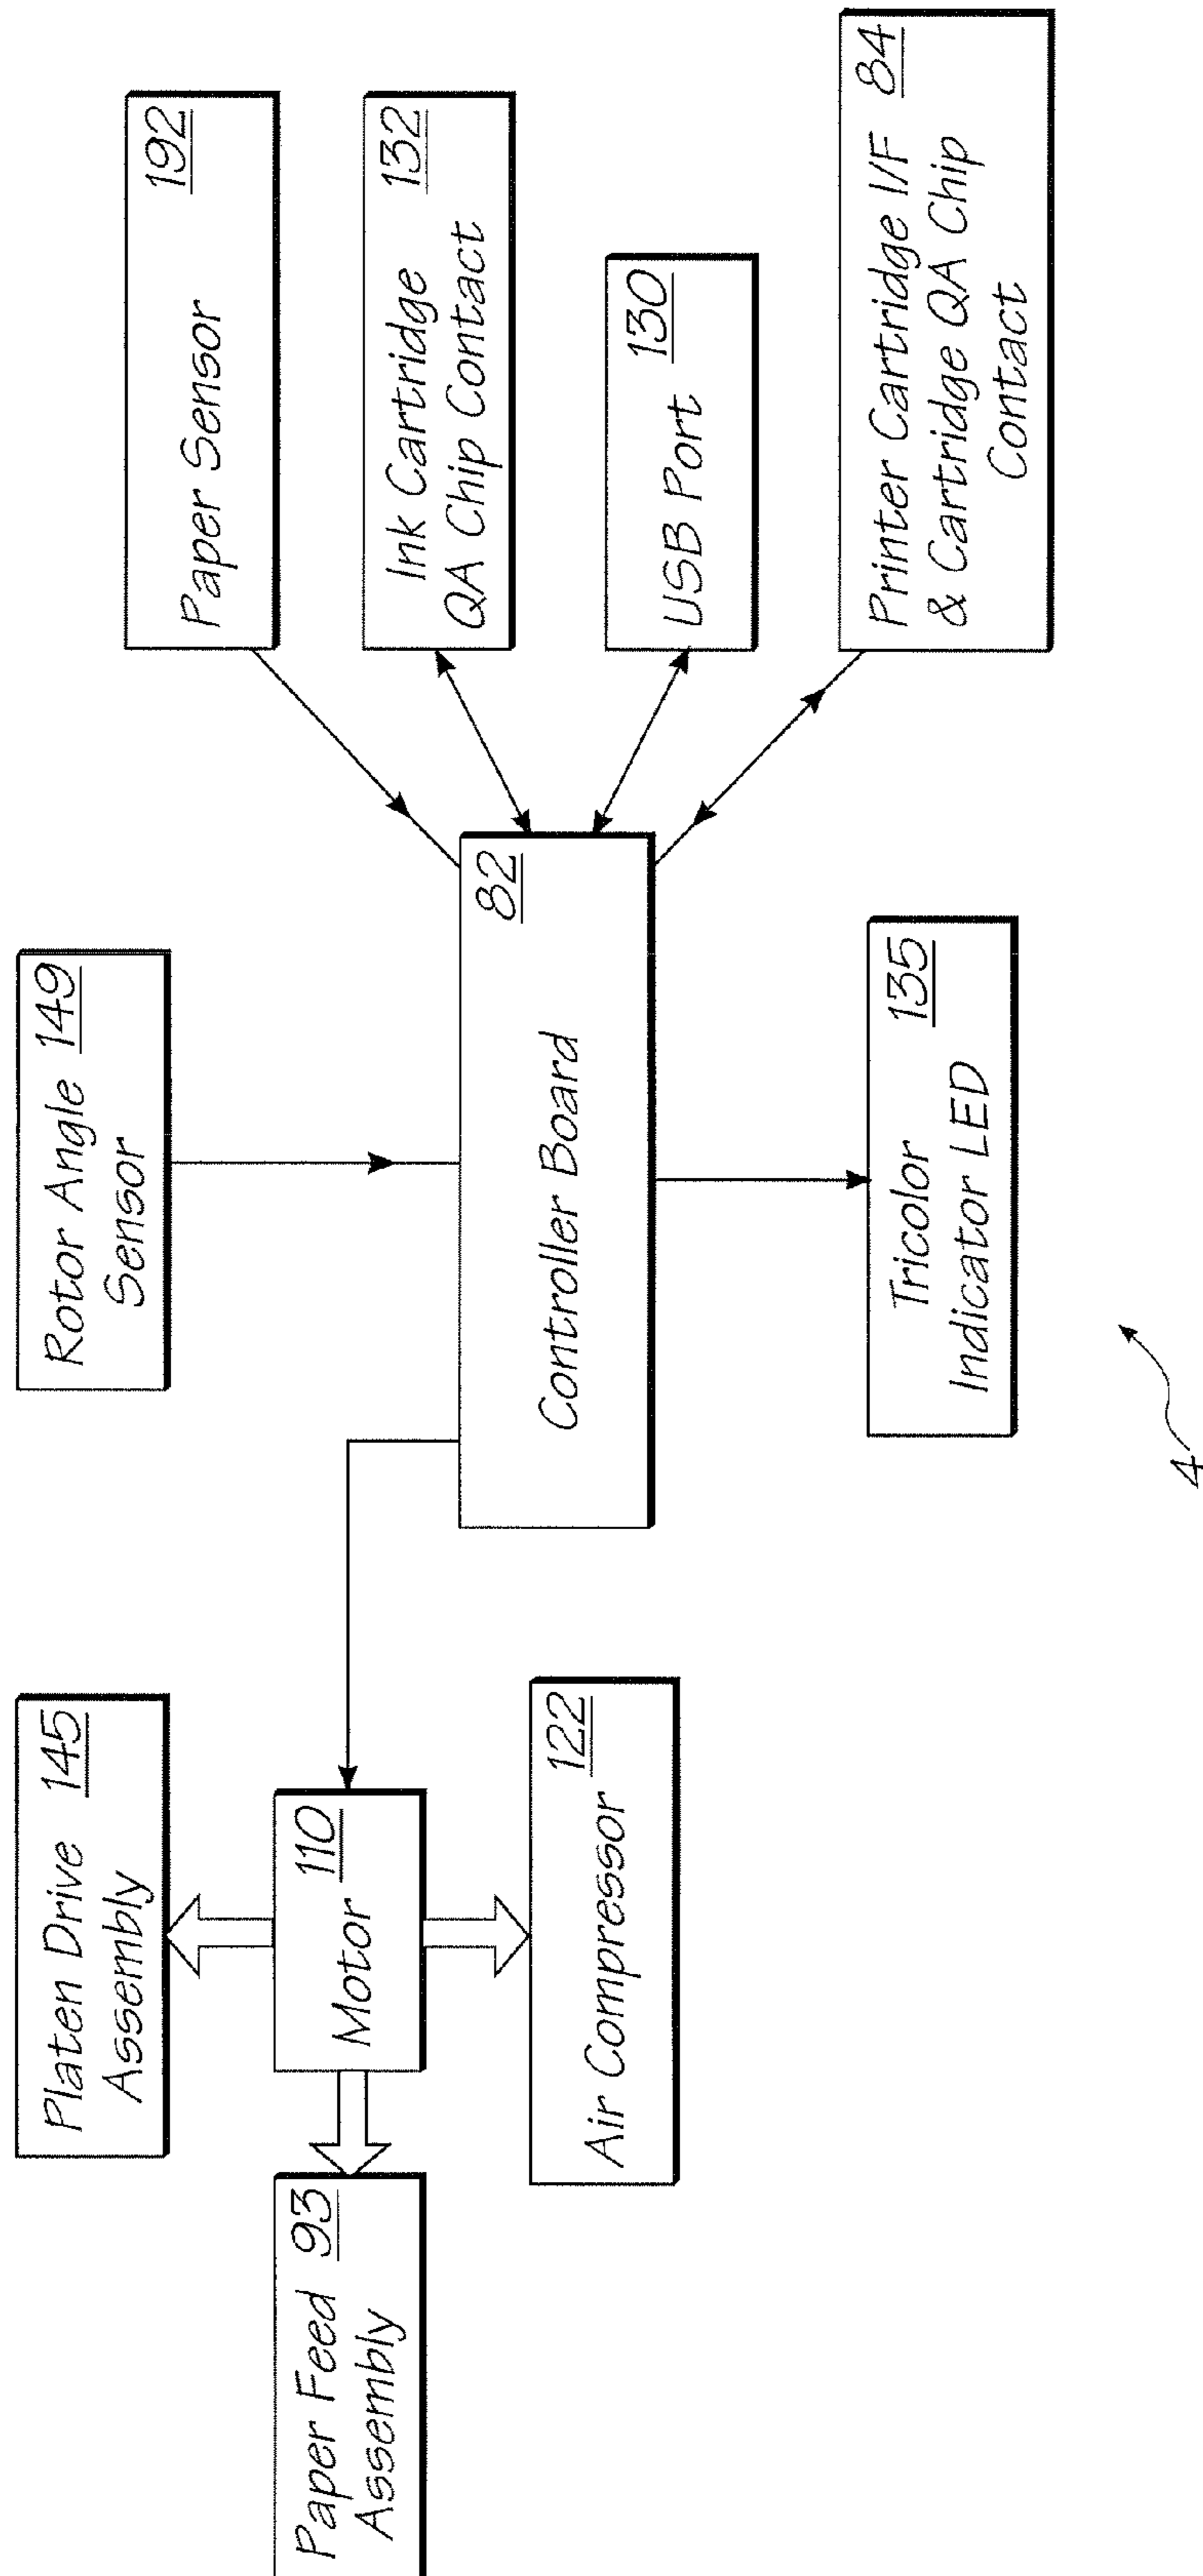 Platen Drive 145
Assembly
Rotor Angle 149
Sensor
192
Paper Sensor
Paper Feed 93
Assembly
110
Motor
132
Ink Cartridge
QA Chip Contact
82
Controller Board
122
Air Compressor
130
USB Port
135
Tricolor
Indicator LED
Printer Cartridge I/F 84
& Cartridge QA Chip
Contact
4